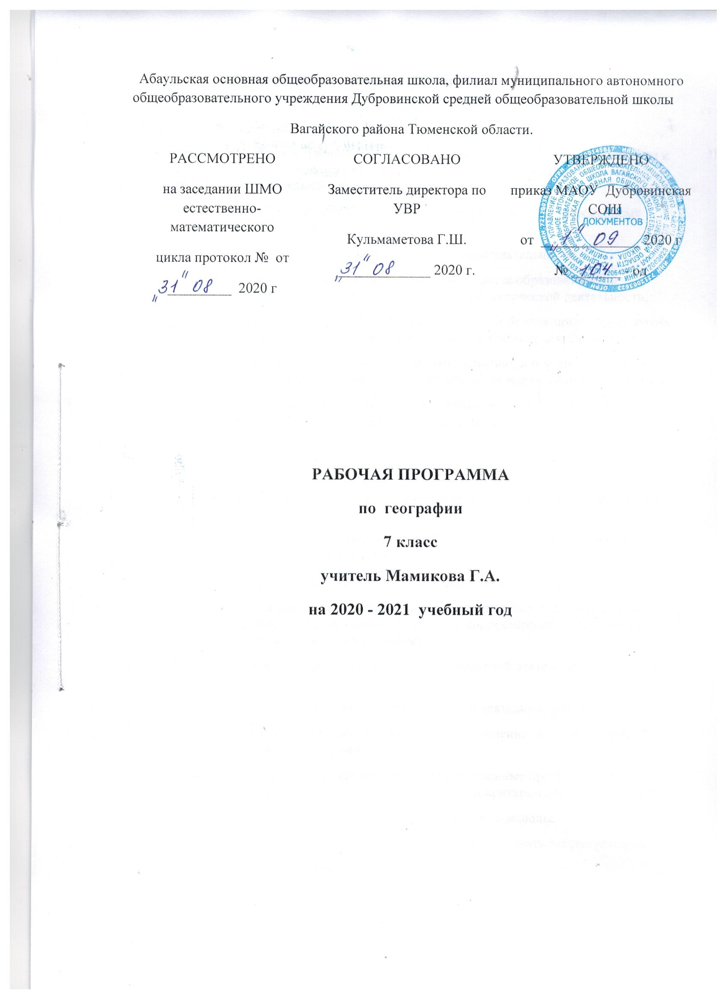 Абаульская основная общеобразовательная школа, филиал муниципального автономного
общеобразовательного учреждения Дубровинской средней общеобразовательной школы
Вагайского района Тюменской области.
РАССМОТРЕНО
на заседании ШМО
естественно-
математического
цикла протокол № от
"31" 08 2020 г
СОГЛАСОВАНО
Заместитель директора по
УВР
Кульмаметова Г.Ш.
"31" 08 2020 г.
УТВЕРЖДЕНО
приказ МАОУ Дубровинская
СОШ
от "1" 09 2020 г
№ 104 - од
ДЛЯ
ДОКУМЕНТОВ
РАБОЧАЯ ПРОГРАММА
по географии
7 класс
учитель Мамикова Г.А.
на 2020 - 2021 учебный год